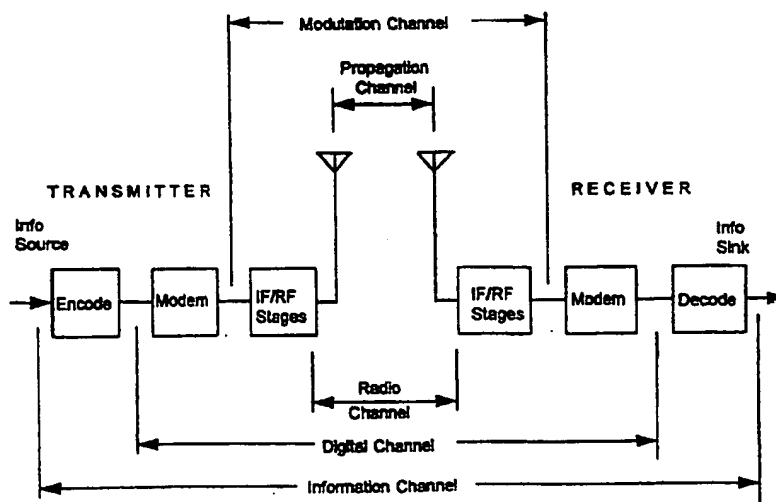 Modulation Channel
Propagation
Channel
TRANSMITTER
RECEIVER
Info
Source
Info
Sink
Encode
Modem
IF/RF
Stages
IF/RF
Stages
Modem
Decode
Radio
Channel
Digital Channel
Information Channel